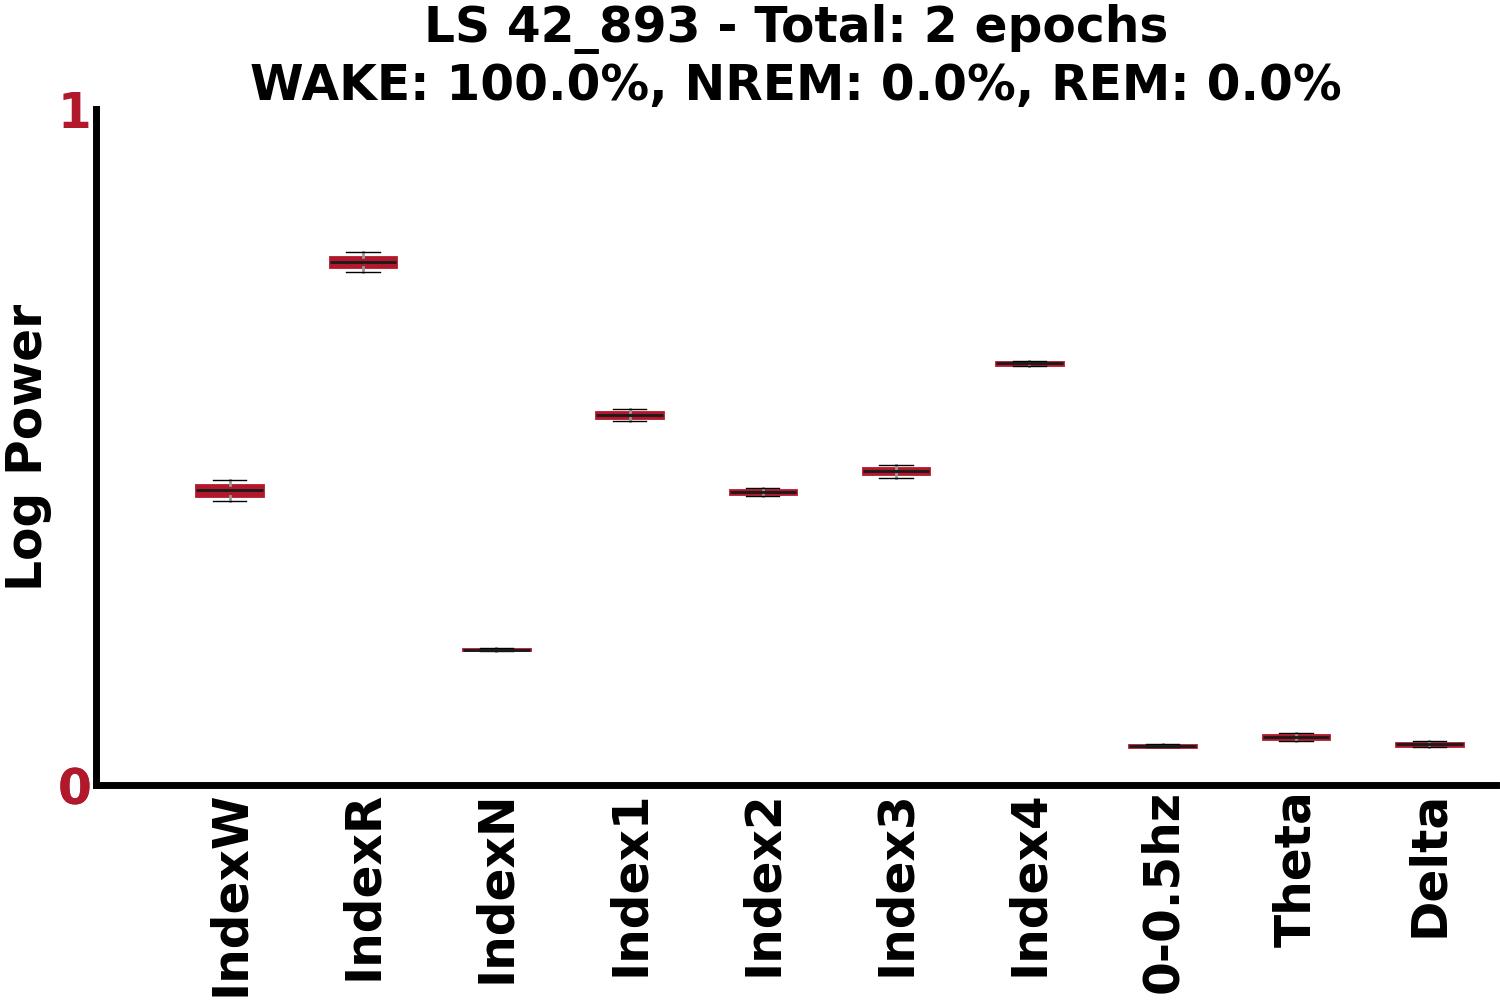 LS 42_893 - Total: 2 epochs
WAKE: 100.0%, NREM: 0.0%, REM: 0.0%
1
Log Power
0
IndexW
IndexR
IndexN
Index1
Index2
Index3
Index4
0-0.5hz
Theta
Delta